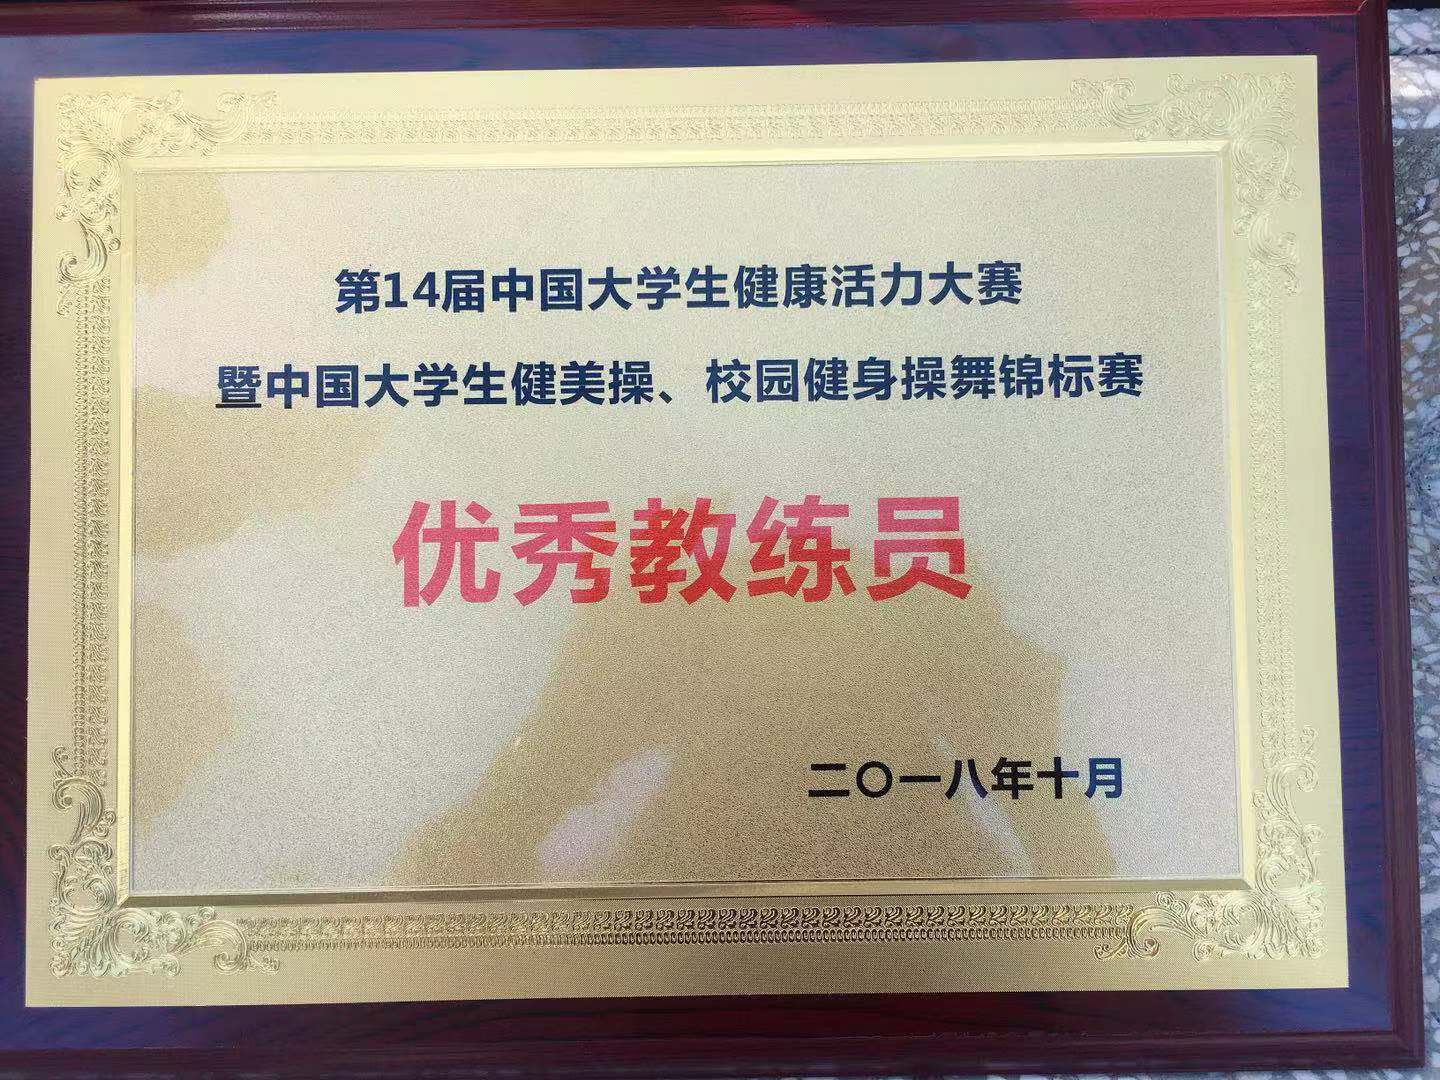 第14届中国大学生健康活力大赛
暨中国大学生健美操、校园健身操舞锦标赛
优秀教练员
二〇一八年十月